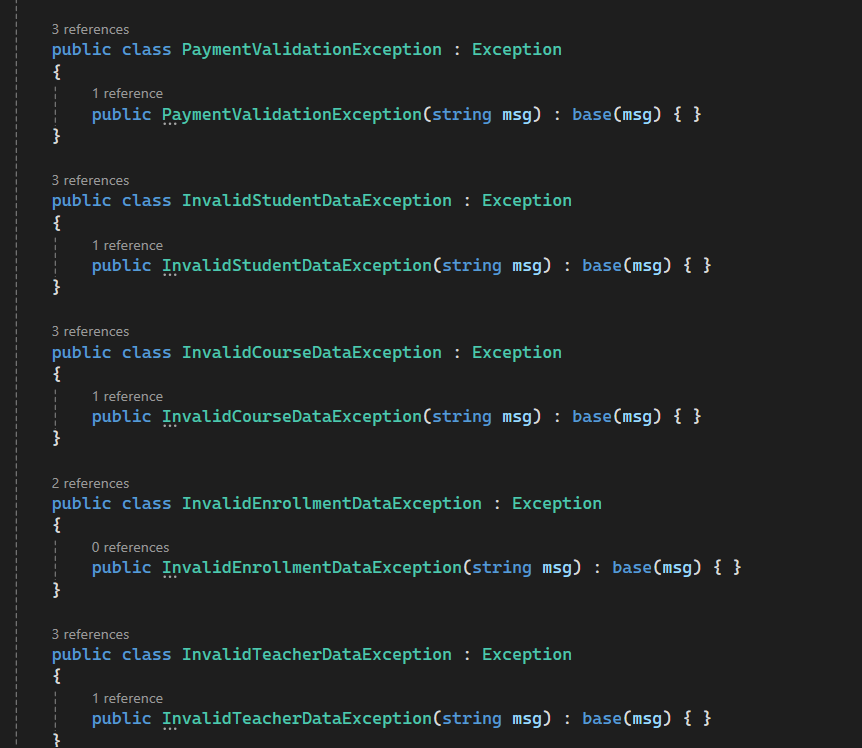 3 references
public class PaymentValidationException : Exception
{
1 reference
public PaymentValidationException(string msg) : base(msg) { }
}
3 references
public class InvalidStudentDataException : Exception
{
1 reference
public InvalidStudentDataException(string msg) : base(msg) { }
}
3 references
public class InvalidCourseDataException : Exception
{
1 reference
public InvalidCourseDataException(string msg) : base(msg) { }
}
2 references
public class InvalidEnrollmentDataException : Exception
{
0 references
public InvalidEnrollmentDataException(string msg) : base(msg) { }
}
3 references
public class InvalidTeacherDataException : Exception
{
1 reference
public InvalidTeacherDataException(string msg) : base(msg) { }
}